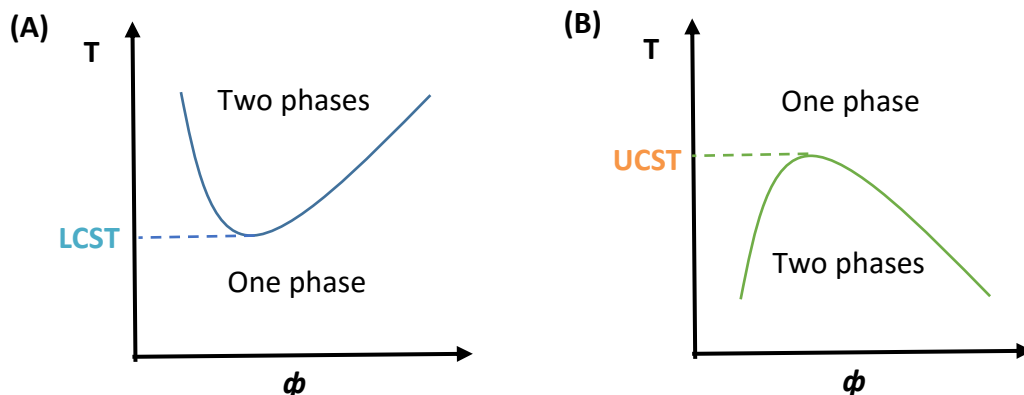 (A)
T
Two phases
LCST
One phase
ϕ
(B)
T
One phase
UCST
Two phases
ϕ